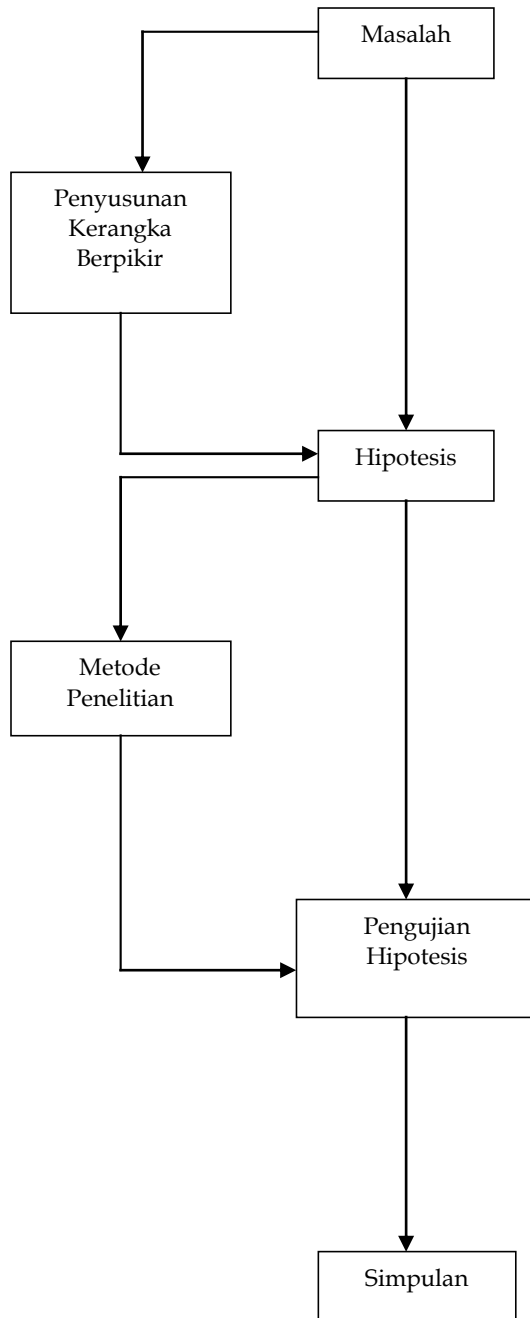 Masalah
Penyusunan
Kerangka
Berpikir
Hipotesis
Metode
Penelitian
Pengujian
Hipotesis
Simpulan